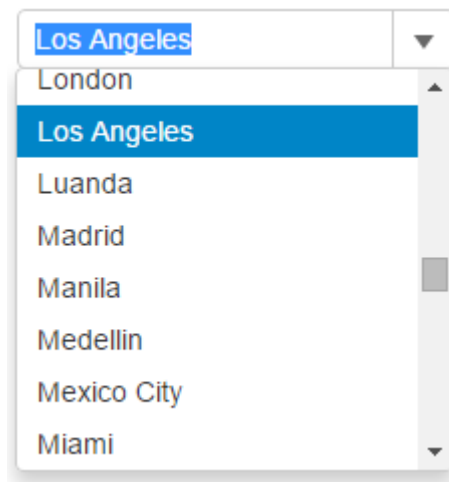 Los Angeles
London
Los Angeles
Luanda
Madrid
Manila
Medellin
Mexico City
Miami